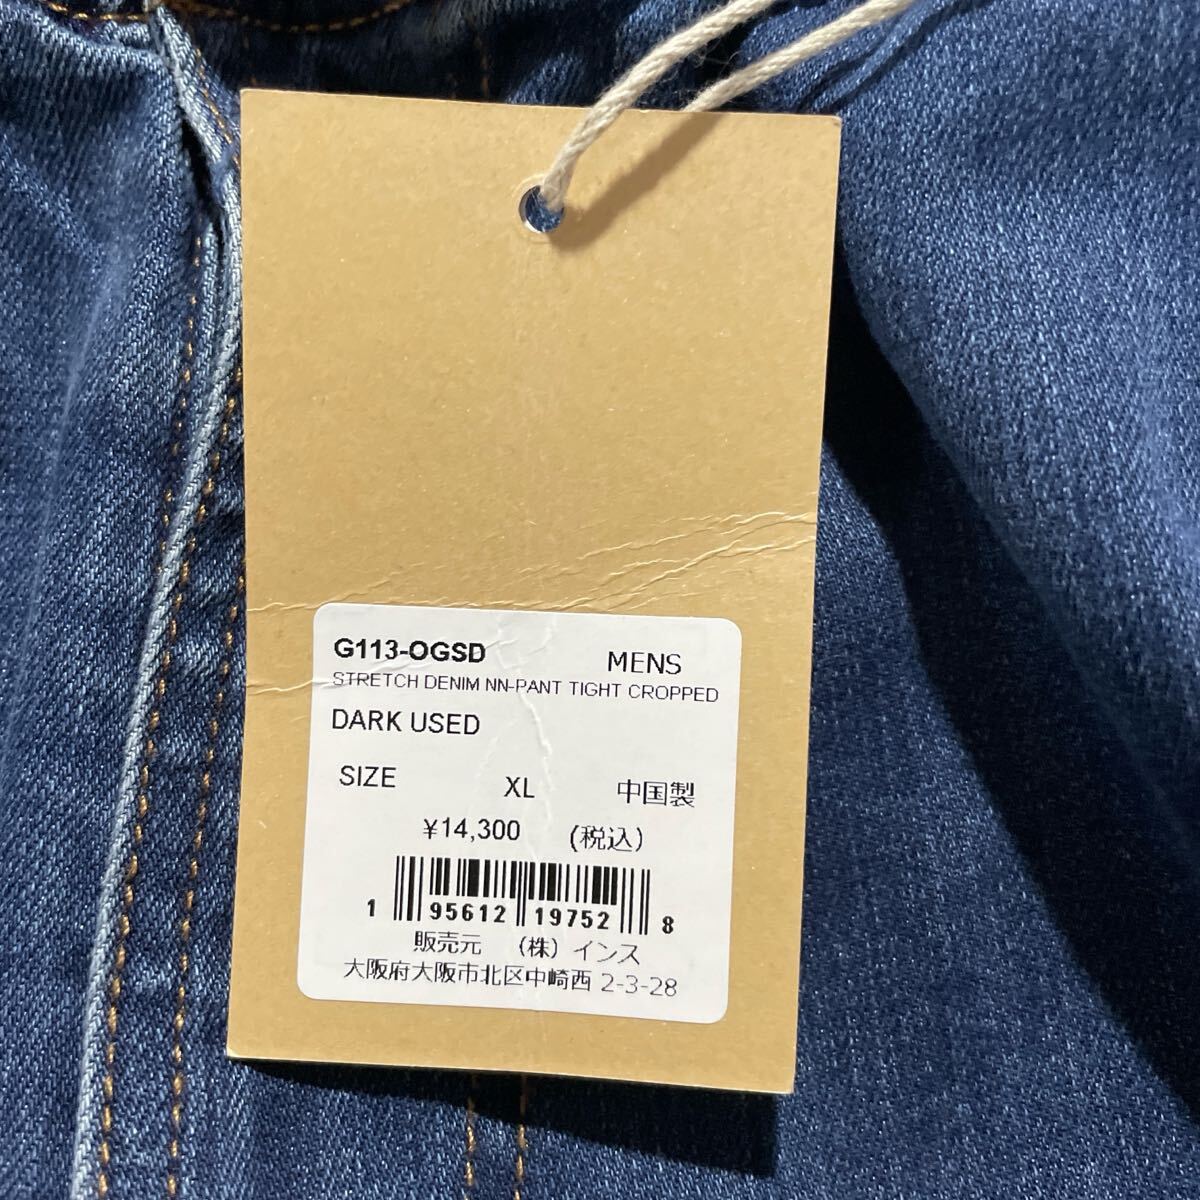 G113-OGSD MENS
STRETCH DENIM NN-PANT TIGHT CROPPED
DARK USED
SIZE XL 中国製
¥14,300 (税込)
1 95612 19752 8
販売元 (株) インス
大阪府大阪市北区中崎西 2-3-28